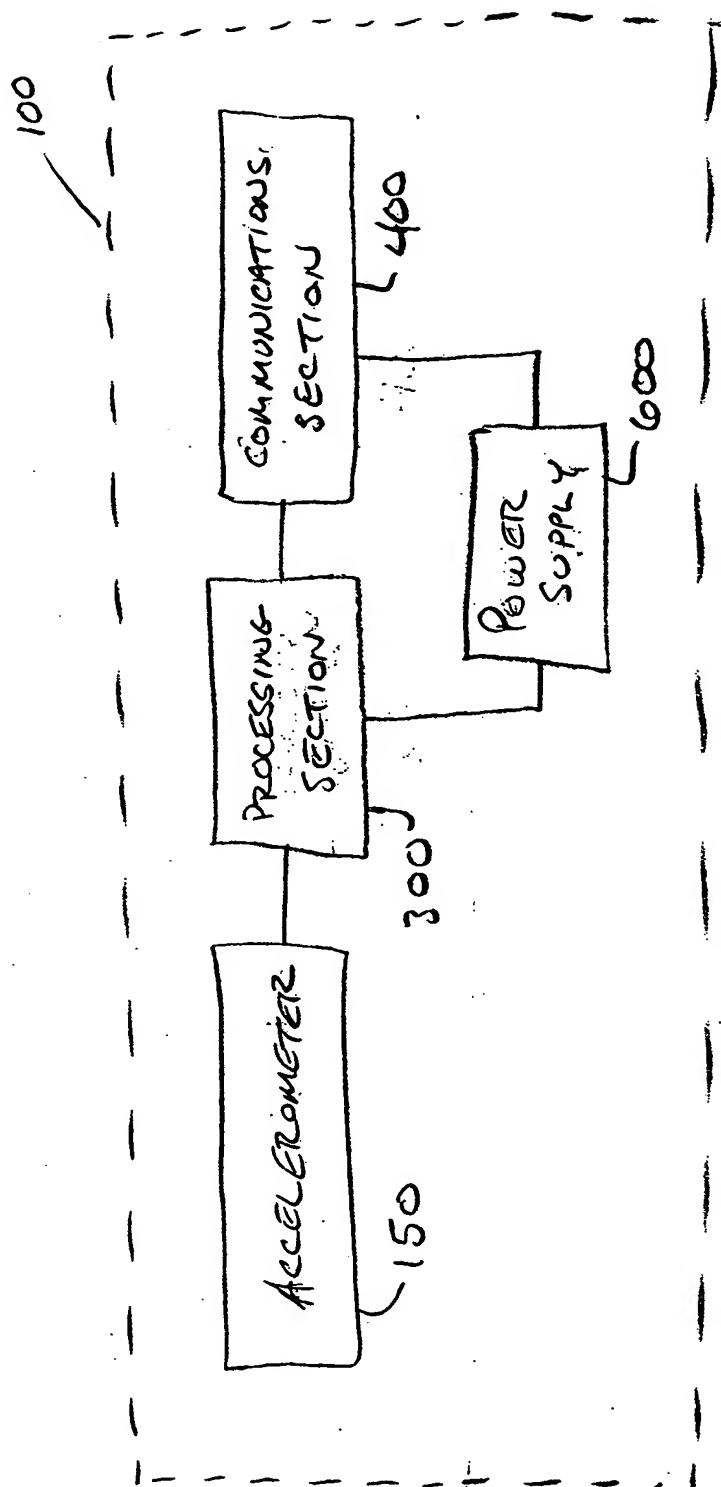 100
ACCELEROMETER
150
PROCESSING
SECTION
300
COMMUNICATIONS
SECTION
400
POWER
SUPPLY
600